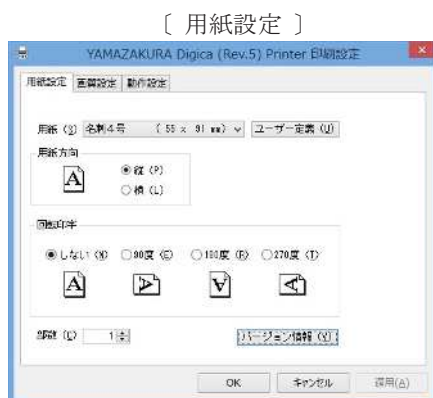 〔 用紙設定 〕
YAMAZAKURA Digica (Rev.5) Printer 印刷設定
用紙設定 画質設定 動作設定
用紙 (S) 名刺4号 ( 55 x 91 mm) ユーザー定義 (U)
用紙方向
A 縦 (P)
横 (L)
回転印字
しない (N) 90度 (E) 180度 (R) 270度 (T)
A A A A
部数 (C) 1 バージョン情報 (V)
OK キャンセル 適用(A)